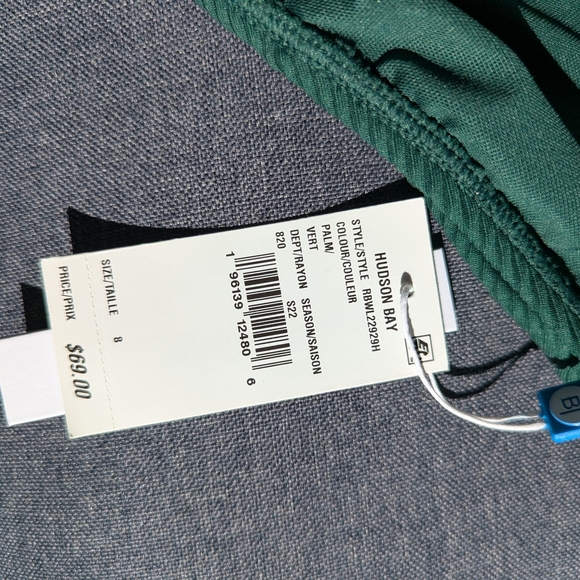 HUDSON BAY
STYLE/STYLE RBWL22929H
COLOUR/COULEUR
PALM/
VERT
DEPT/RAYON SEASON/SAISON
820 S22
1 96139 12480 6
SIZE/TAILLE 8
PRICE/PRIX $69.00
B